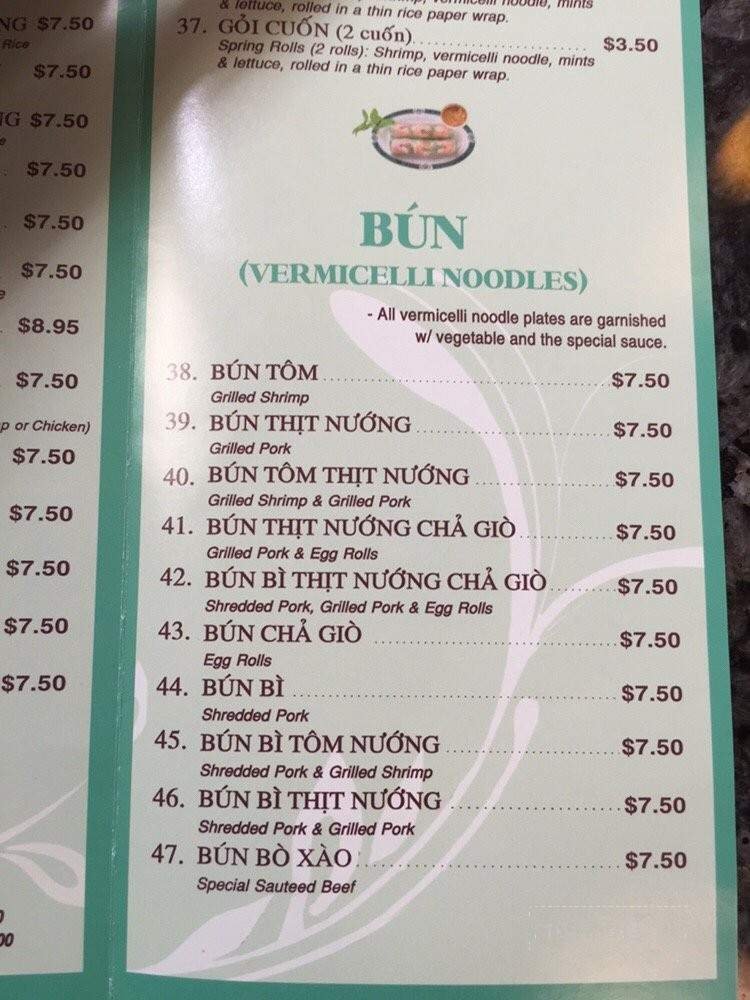 NG $7.50
Rice
$7.50
NG $7.50
e
$7.50
$7.50
$7.50
e
$8.95
$7.50
p or Chicken)
$7.50
$7.50
$7.50
$7.50
$7.50
0
00
& lettuce, rolled in a thin rice paper wrap.
37. GỎI CUỐN (2 cuốn) $3.50
Spring Rolls (2 rolls): Shrimp, vermicelli noodle, mints
& lettuce, rolled in a thin rice paper wrap.
BÚN
(VERMICELLI NOODLES)
- All vermicelli noodle plates are garnished
w/ vegetable and the special sauce.
38. BÚN TÔM $7.50
Grilled Shrimp
39. BÚN THỊT NƯỚNG $7.50
Grilled Pork
40. BÚN TÔM THỊT NƯỚNG $7.50
Grilled Shrimp & Grilled Pork
41. BÚN THỊT NƯỚNG CHẢ GIÒ $7.50
Grilled Pork & Egg Rolls
42. BÚN BÌ THỊT NƯỚNG CHẢ GIÒ $7.50
Shredded Pork, Grilled Pork & Egg Rolls
43. BÚN CHẢ GIÒ $7.50
Egg Rolls
44. BÚN BÌ $7.50
Shredded Pork
45. BÚN BÌ TÔM NƯỚNG $7.50
Shredded Pork & Grilled Shrimp
46. BÚN BÌ THỊT NƯỚNG $7.50
Shredded Pork & Grilled Pork
47. BÚN BÒ XÀO $7.50
Special Sauteed Beef